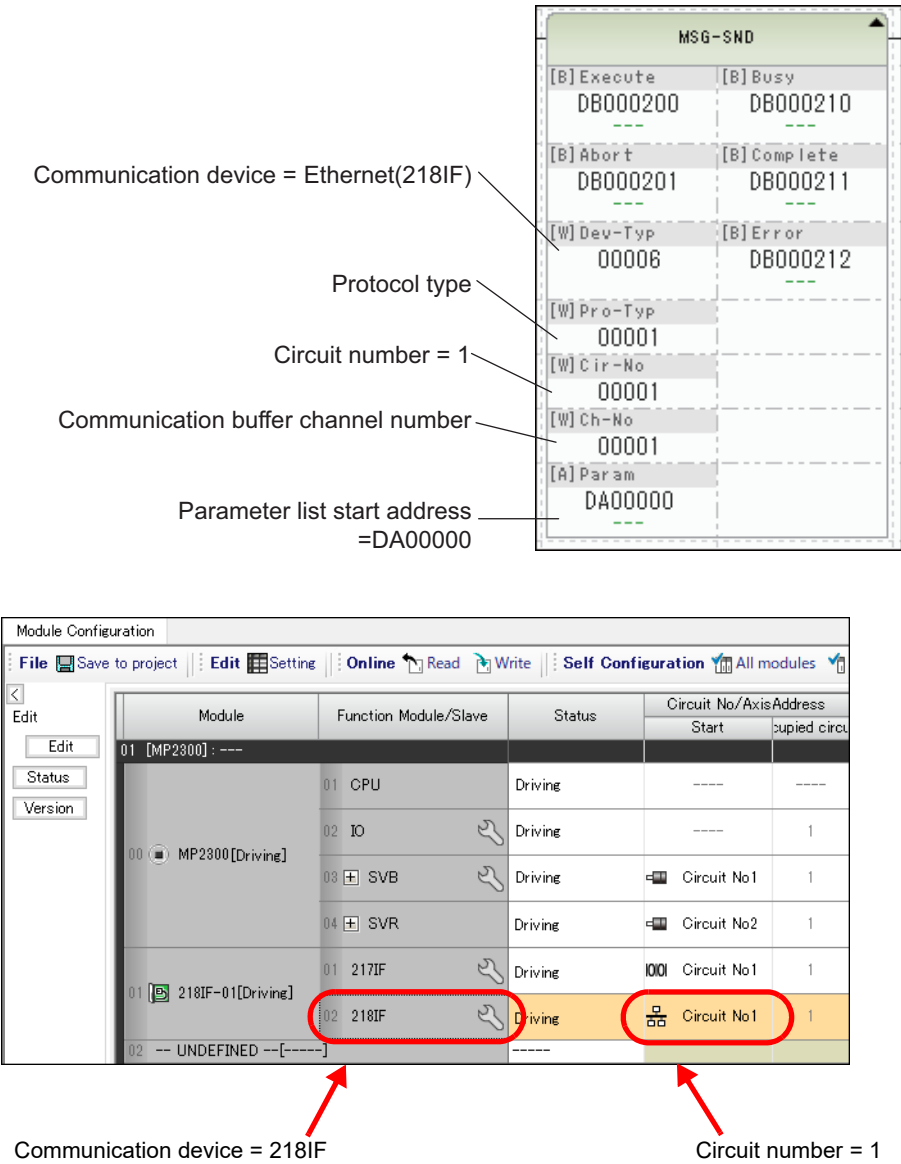 MSG-SND
[B]Execute [B]Busy
DB000200 DB000210
--- ---
[B]Abort [B]Complete
Communication device = Ethernet(218IF)
DB000201 DB000211
--- ---
[W]Dev-Typ [B]Error
00006 DB000212
---
Protocol type
[W]Pro-Typ
00001
Circuit number = 1
[W]Cir-No
00001
Communication buffer channel number
[W]Ch-No
00001
[A]Param
DA00000
---
Parameter list start address
=DA00000
Module Configuration
File Save to project Edit Setting Online Read Write Self Configuration All modules
<
Edit
Edit
Status
Version
Module Function Module/Slave Status Circuit No/AxisAddress
Start cupied circu
01 [MP2300] : ---
00 MP2300[Driving]
01 CPU Driving ---- ----
02 IO Driving ---- 1
03 + SVB Driving Circuit No1 1
04 + SVR Driving Circuit No2 1
01 218IF-01[Driving]
01 217IF Driving Circuit No1 1
02 218IF Driving Circuit No1 1
02 -- UNDEFINED --[-----] -----
Communication device = 218IF Circuit number = 1